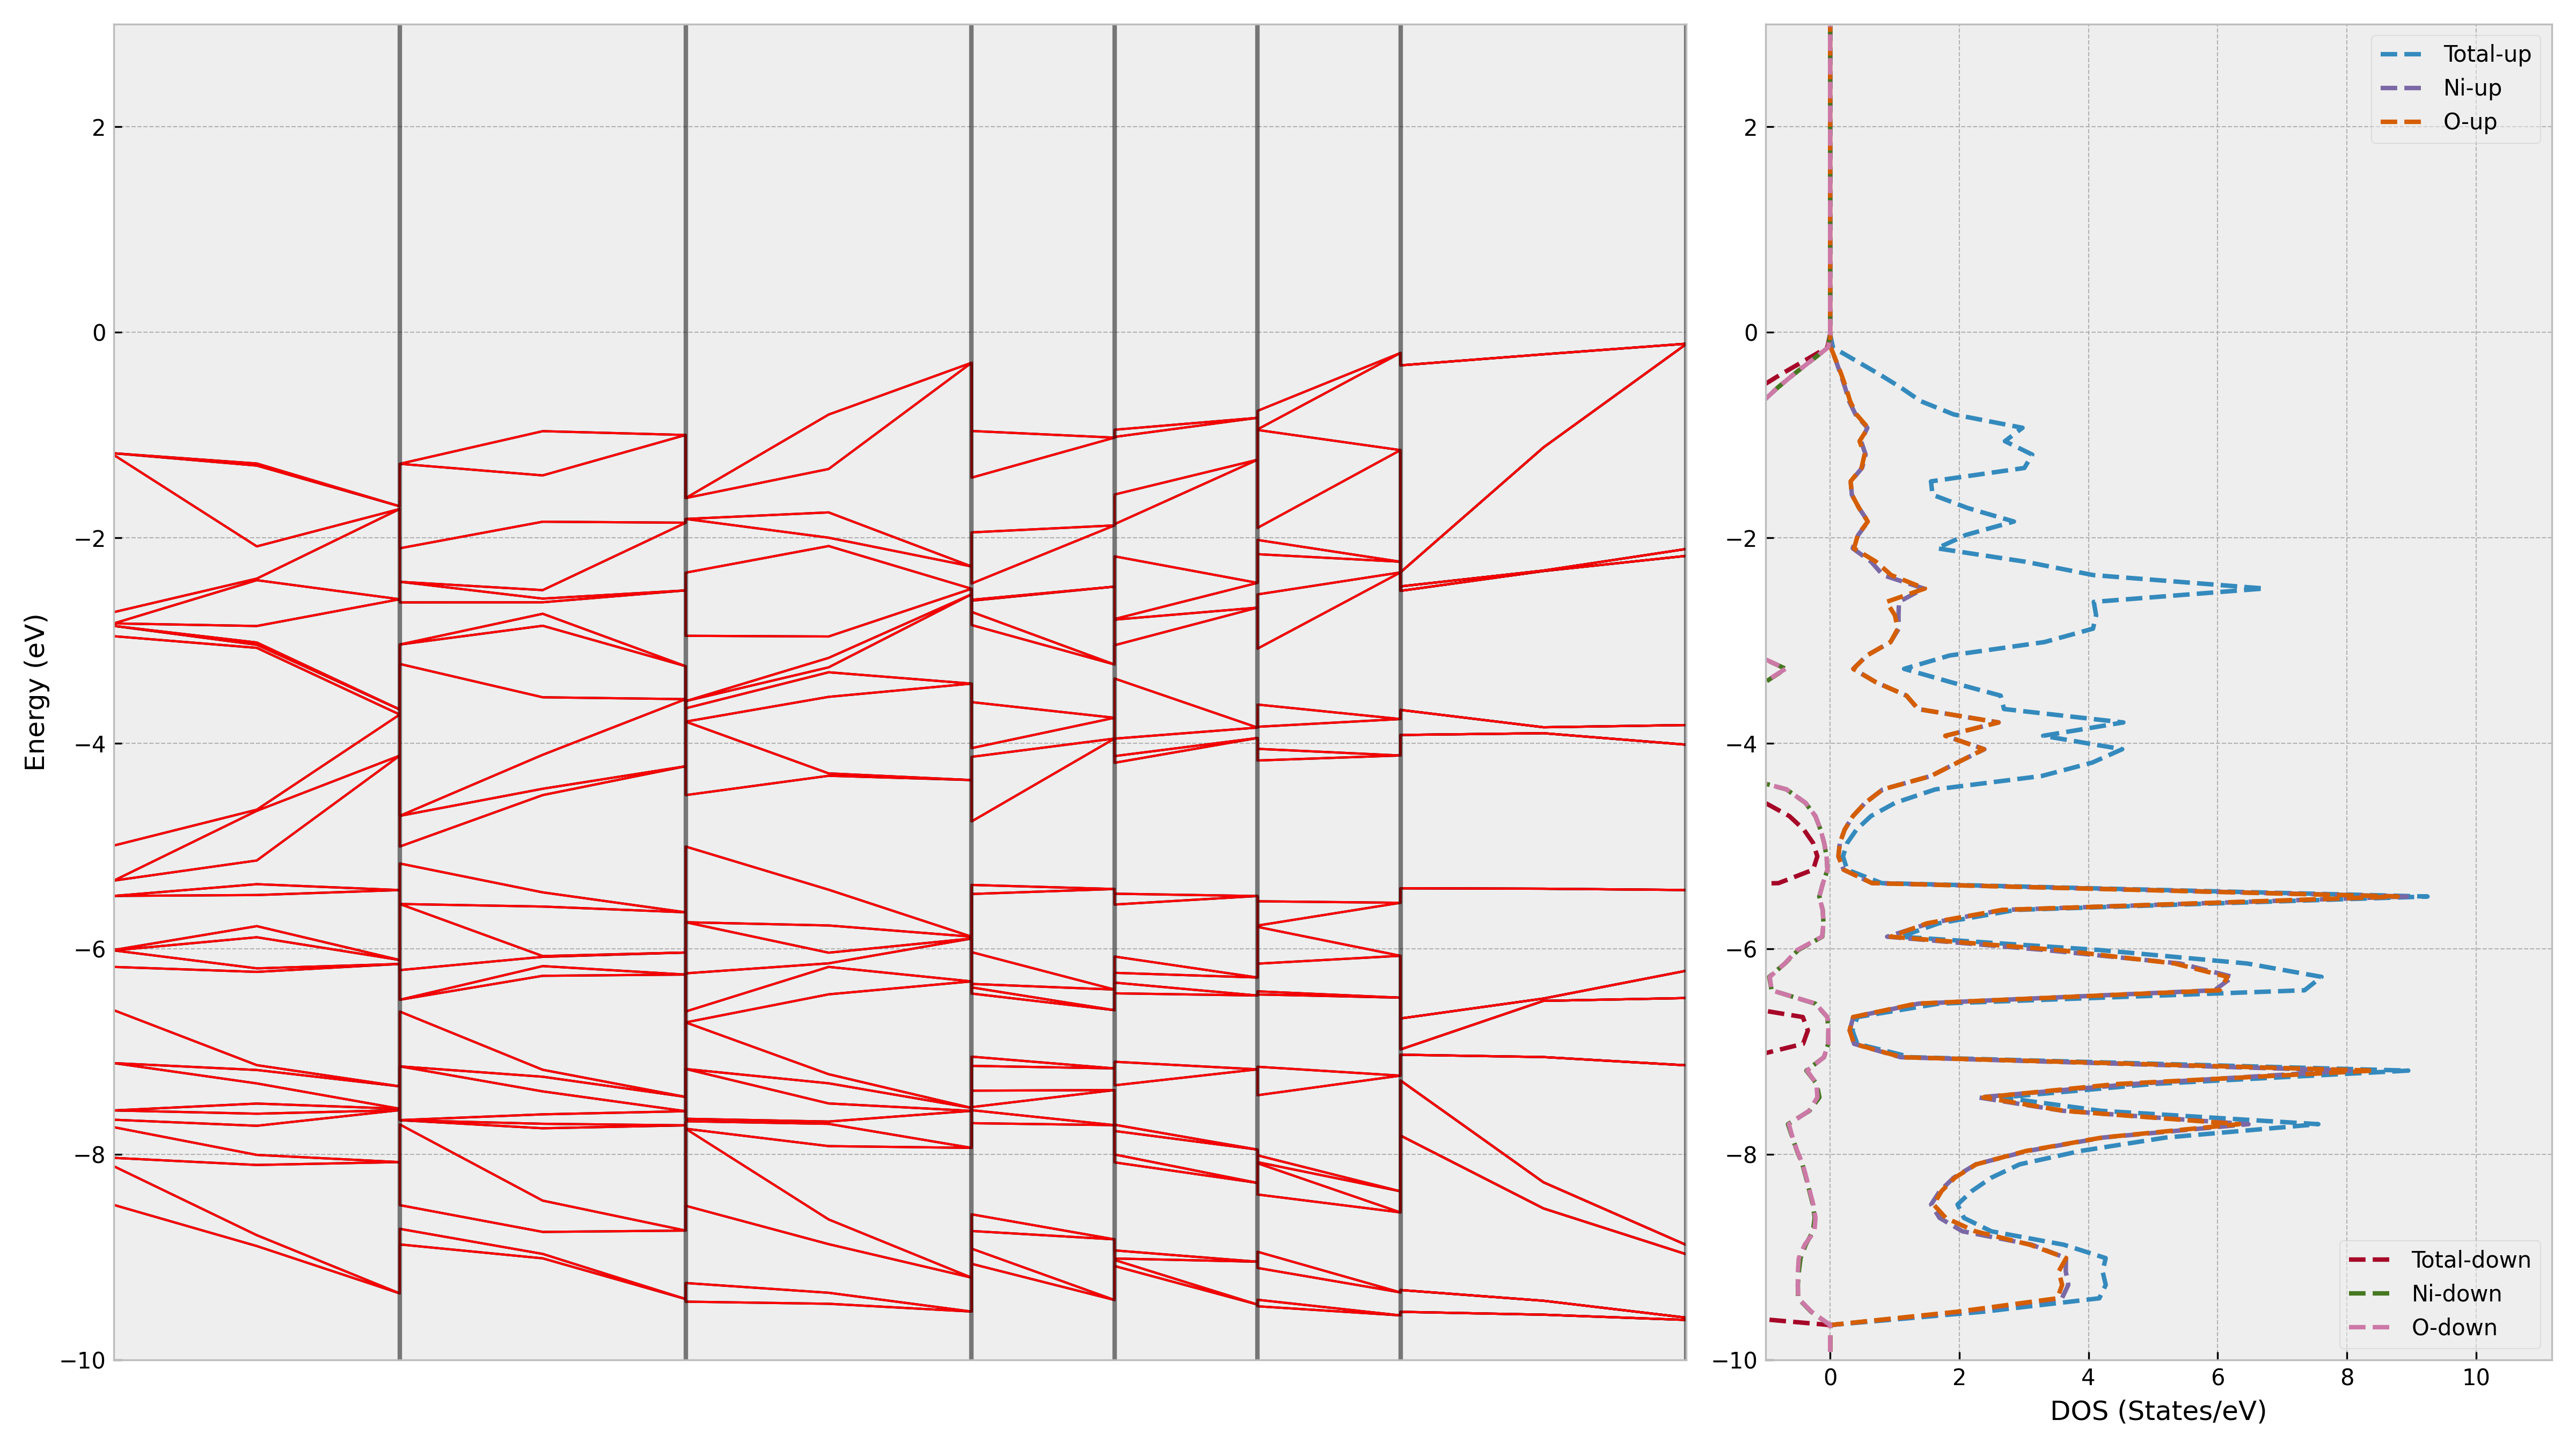 Energy (eV)
2
0
−2
−4
−6
−8
−10
2
0
−2
−4
−6
−8
−10
Total-up
Ni-up
O-up
Total-down
Ni-down
O-down
0 2 4 6 8 10
DOS (States/eV)